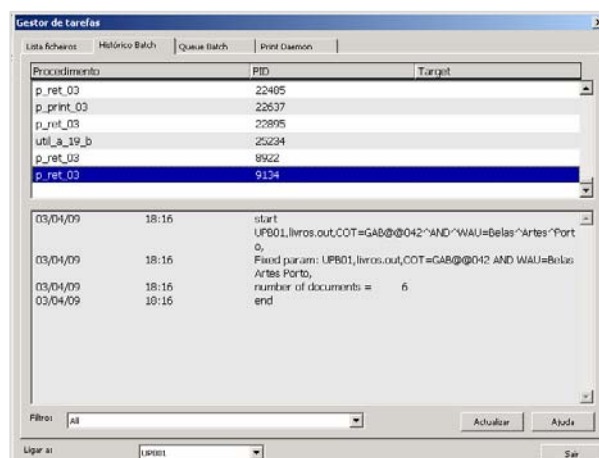 Gestor de tarefas
Lista ficheiros Histórico Batch Queue Batch Print Daemon
Procedimento PID Target
p_ret_03 22405
p_print_03 22637
p_ret_03 22895
util_a_19_b 25234
p_ret_03 8922
p_ret_03 9134
03/04/09 18:16 start
UPB01,livros.out,COT=GAB@@042^AND^WAU=Belas^Artes^Port
o,
03/04/09 18:16 Fixed param: UPB01,livros.out,COT=GAB@@042 AND WAU=Belas
Artes Porto,
03/04/09 18:16 number of documents = 6
03/04/09 18:16 end
Filtro: All Actualizar Ajuda
Ligar a: UPB01 Sair